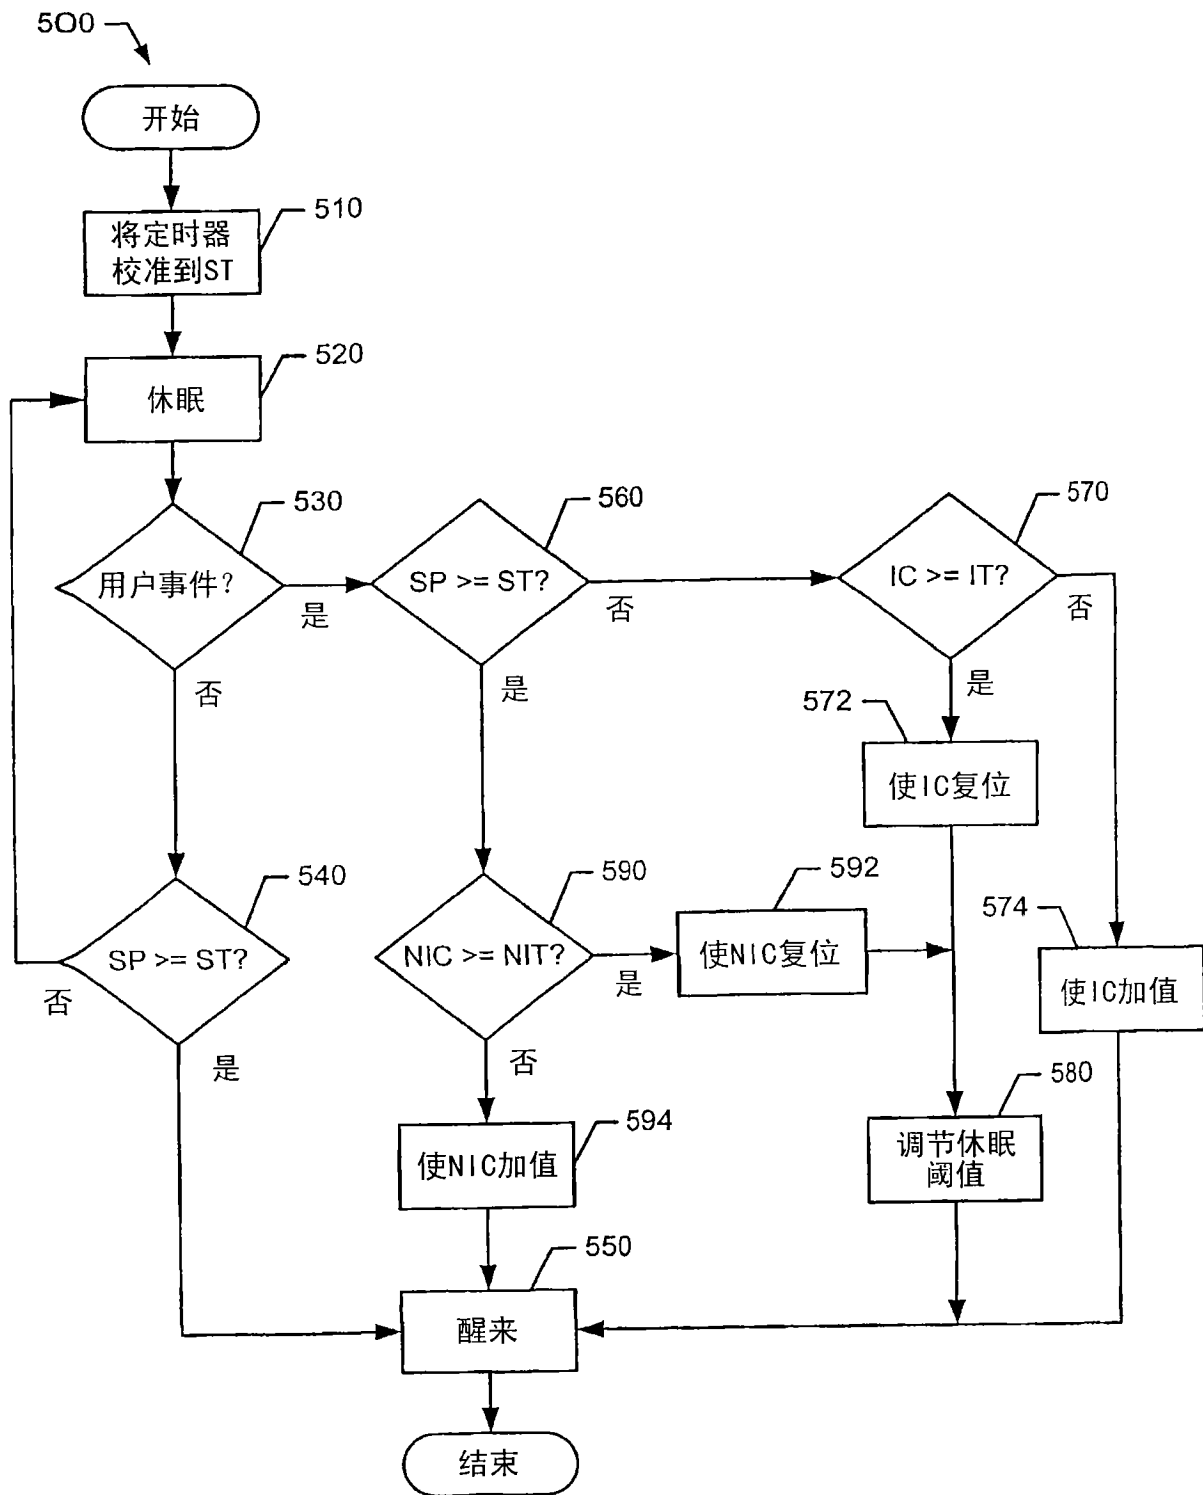 500
开始
510
将定时器
校准到ST
520
休眠
530
用户事件?
是
否
560
SP >= ST?
否
是
570
IC >= IT?
否
是
572
使IC复位
540
SP >= ST?
否
是
590
NIC >= NIT?
是
否
592
使NIC复位
574
使IC加值
580
调节休眠
阈值
594
使NIC加值
550
醒来
结束